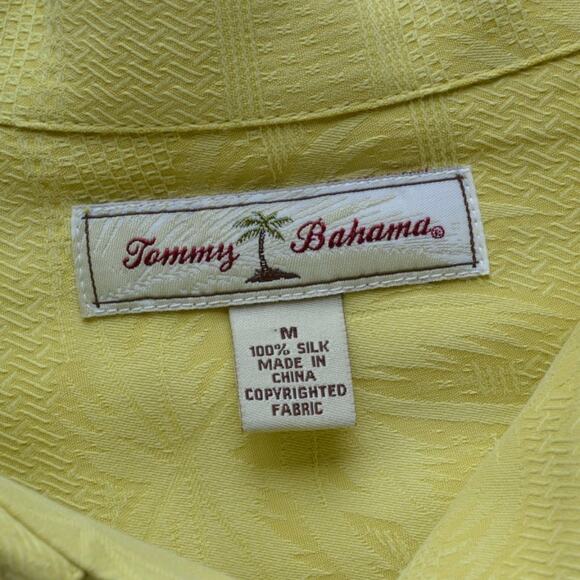 Tommy Bahama®
M
100% SILK
MADE IN
CHINA
COPYRIGHTED
FABRIC